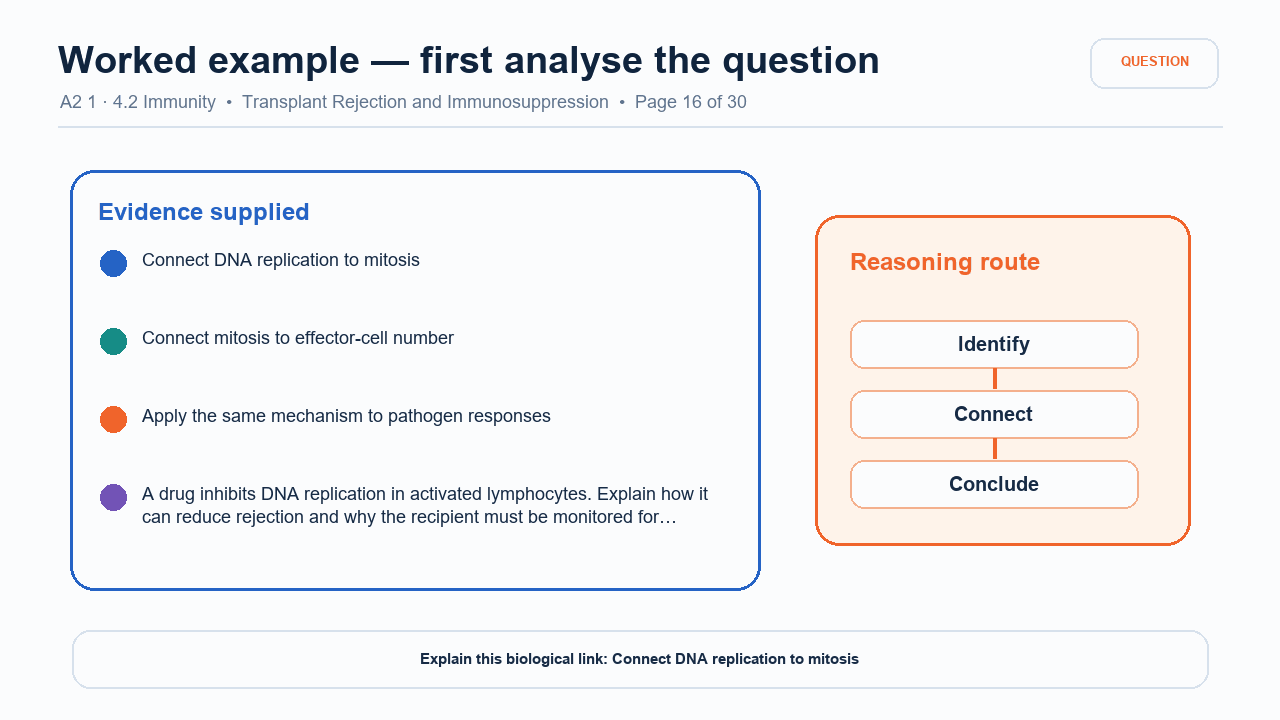 Worked example — first analyse the question
QUESTION
A2 1 · 4.2 Immunity • Transplant Rejection and Immunosuppression • Page 16 of 30
Evidence supplied
Connect DNA replication to mitosis
Connect mitosis to effector-cell number
Apply the same mechanism to pathogen responses
A drug inhibits DNA replication in activated lymphocytes. Explain how it
can reduce rejection and why the recipient must be monitored for…
Reasoning route
Identify
Connect
Conclude
Explain this biological link: Connect DNA replication to mitosis